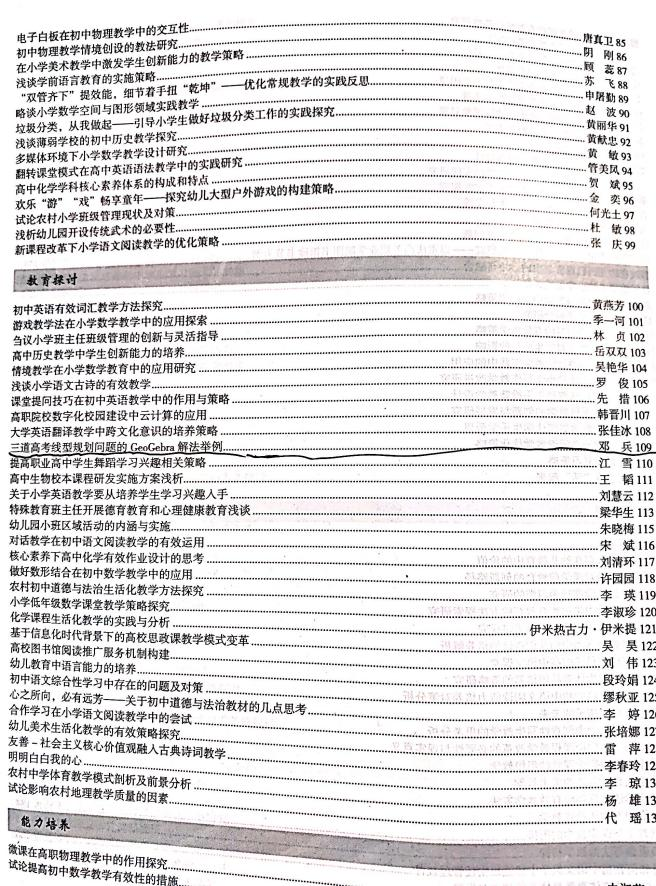 电子白板在初中物理教学中的交互性 唐真卫 85
初中物理教学情境创设的教法研究 阴 刚 86
在小学美术教学中激发学生创新能力的教学策略 顾 蕊 87
浅谈学前语言教育的实施策略 苏 飞 88
“双管齐下”提效能，细节着手扭“乾坤”——优化常规教学的实践反思 申屠勤 89
略谈小学数学空间与图形领域实践教学 赵 波 90
垃圾分类，从我做起——引导小学生做好垃圾分类工作的实践探究 黄丽华 91
浅谈薄弱学校的初中历史教学探究 黄献忠 92
多媒体环境下小学数学教学设计研究 黄 敏 93
翻转课堂模式在高中英语语法教学中的实践研究 管美凤 94
高中化学学科核心素养体系的构成和特点 贺 斌 95
欢乐“游”“戏”畅享童年——探究幼儿大型户外游戏的构建策略 金 奕 96
试论农村小学班级管理现状及对策 何光土 97
浅析幼儿园开设传统武术的必要性 杜 敏 98
新课程改革下小学语文阅读教学的优化策略 张 庆 99
教育探讨
初中英语有效词汇教学方法探究 黄燕芳 100
游戏教学法在小学数学教学中的应用探索 季一河 101
刍议小学班主任班级管理的创新与灵活指导 林 贞 102
高中历史教学中学生创新能力的培养 岳双双 103
情境教学在小学数学教育中的应用研究 吴艳华 104
浅谈小学语文古诗的有效教学 罗 俊 105
课堂提问技巧在初中英语教学中的作用与策略 先 措 106
高职院校数字化校园建设中云计算的应用 韩晋川 107
大学英语翻译教学中跨文化意识的培养策略 张佳冰 108
三道高考线型规划问题的 GeoGebra 解法举例 邓 兵 109
提高职业高中学生舞蹈学习兴趣相关策略 江 雪 110
高中生物校本课程研发实施方案浅析 王 韬 111
关于小学英语教学要从培养学生学习兴趣入手 刘慧云 112
特殊教育班主任开展德育教育和心理健康教育浅谈 梁华生 113
幼儿园小班区域活动的内涵与实施 朱晓梅 115
对话教学在初中语文阅读教学的有效运用 宋 斌 116
核心素养下高中化学有效作业设计的思考 刘清环 117
做好数形结合在初中数学教学中的应用 许园园 118
农村初中道德与法治生活化教学方法探究 李 瑛 119
小学低年级数学课堂教学策略探究 李淑珍 120
化学课程生活化教学的实践与分析 伊米热古力·伊米提 121
基于信息化时代背景下的高校思政课教学模式变革 吴 昊 122
高校图书馆阅读推广服务机制构建 刘 伟 123
幼儿教育中语言能力的培养 段玲娟 124
初中语文综合性学习中存在的问题及对策 缪秋亚 125
心之所向，必有远芳——关于初中道德与法治教材的几点思考 李 婷 126
合作学习在小学语文阅读教学中的尝试 张培娜 12
幼儿美术生活化教学的有效策略探究 雷 萍 12
友善－社会主义核心价值观融入古典诗词教学 李春玲 12
明明白白我的心 李 琼 13
农村中学体育教学模式剖析及前景分析 杨 雄 13
试论影响农村地理教学质量的因素 代 瑶 13
能力培养
微课在高职物理教学中的作用探究
试论提高初中数学教学有效性的措施